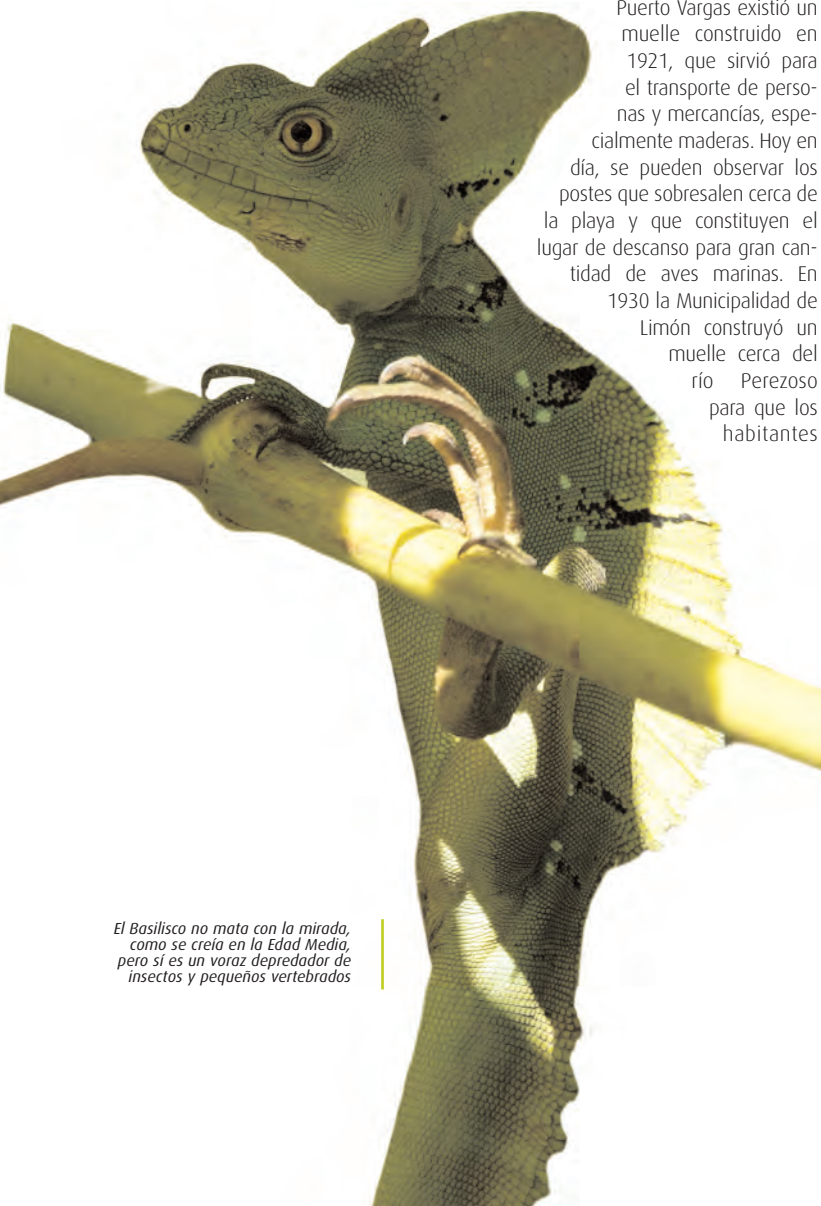 Puerto Vargas existió un
muelle construido en
1921, que sirvió para
el transporte de perso-
nas y mercancías, espe-
cialmente maderas. Hoy en
día, se pueden observar los
postes que sobresalen cerca de
la playa y que constituyen el
lugar de descanso para gran can-
tidad de aves marinas. En
1930 la Municipalidad de
Limón construyó un
muelle cerca del
río Perezoso
para que los
habitantes
El Basilisco no mata con la mirada,
como se creía en la Edad Media,
pero sí es un voraz depredador de
insectos y pequeños vertebrados